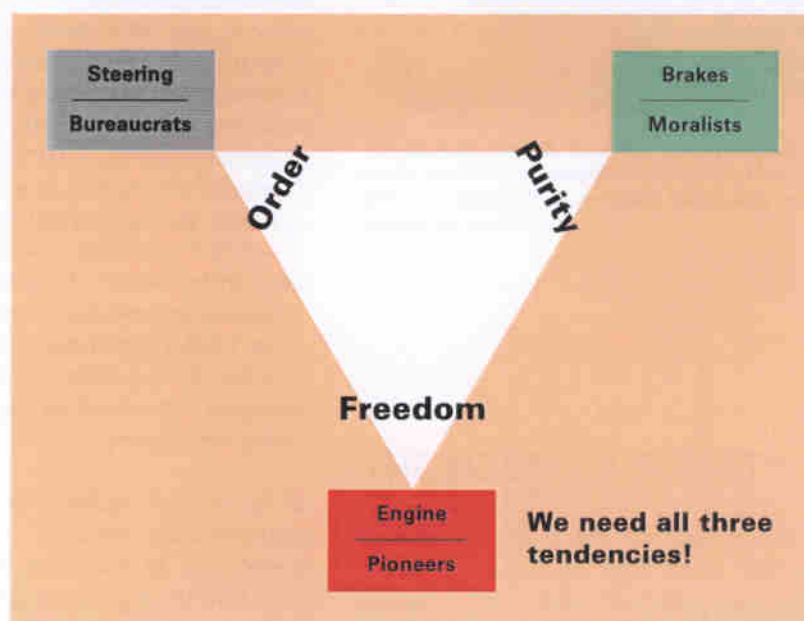 Steering
Bureaucrats
Brakes
Moralists
Order
Purity
Freedom
Engine
Pioneers
We need all three
tendencies!